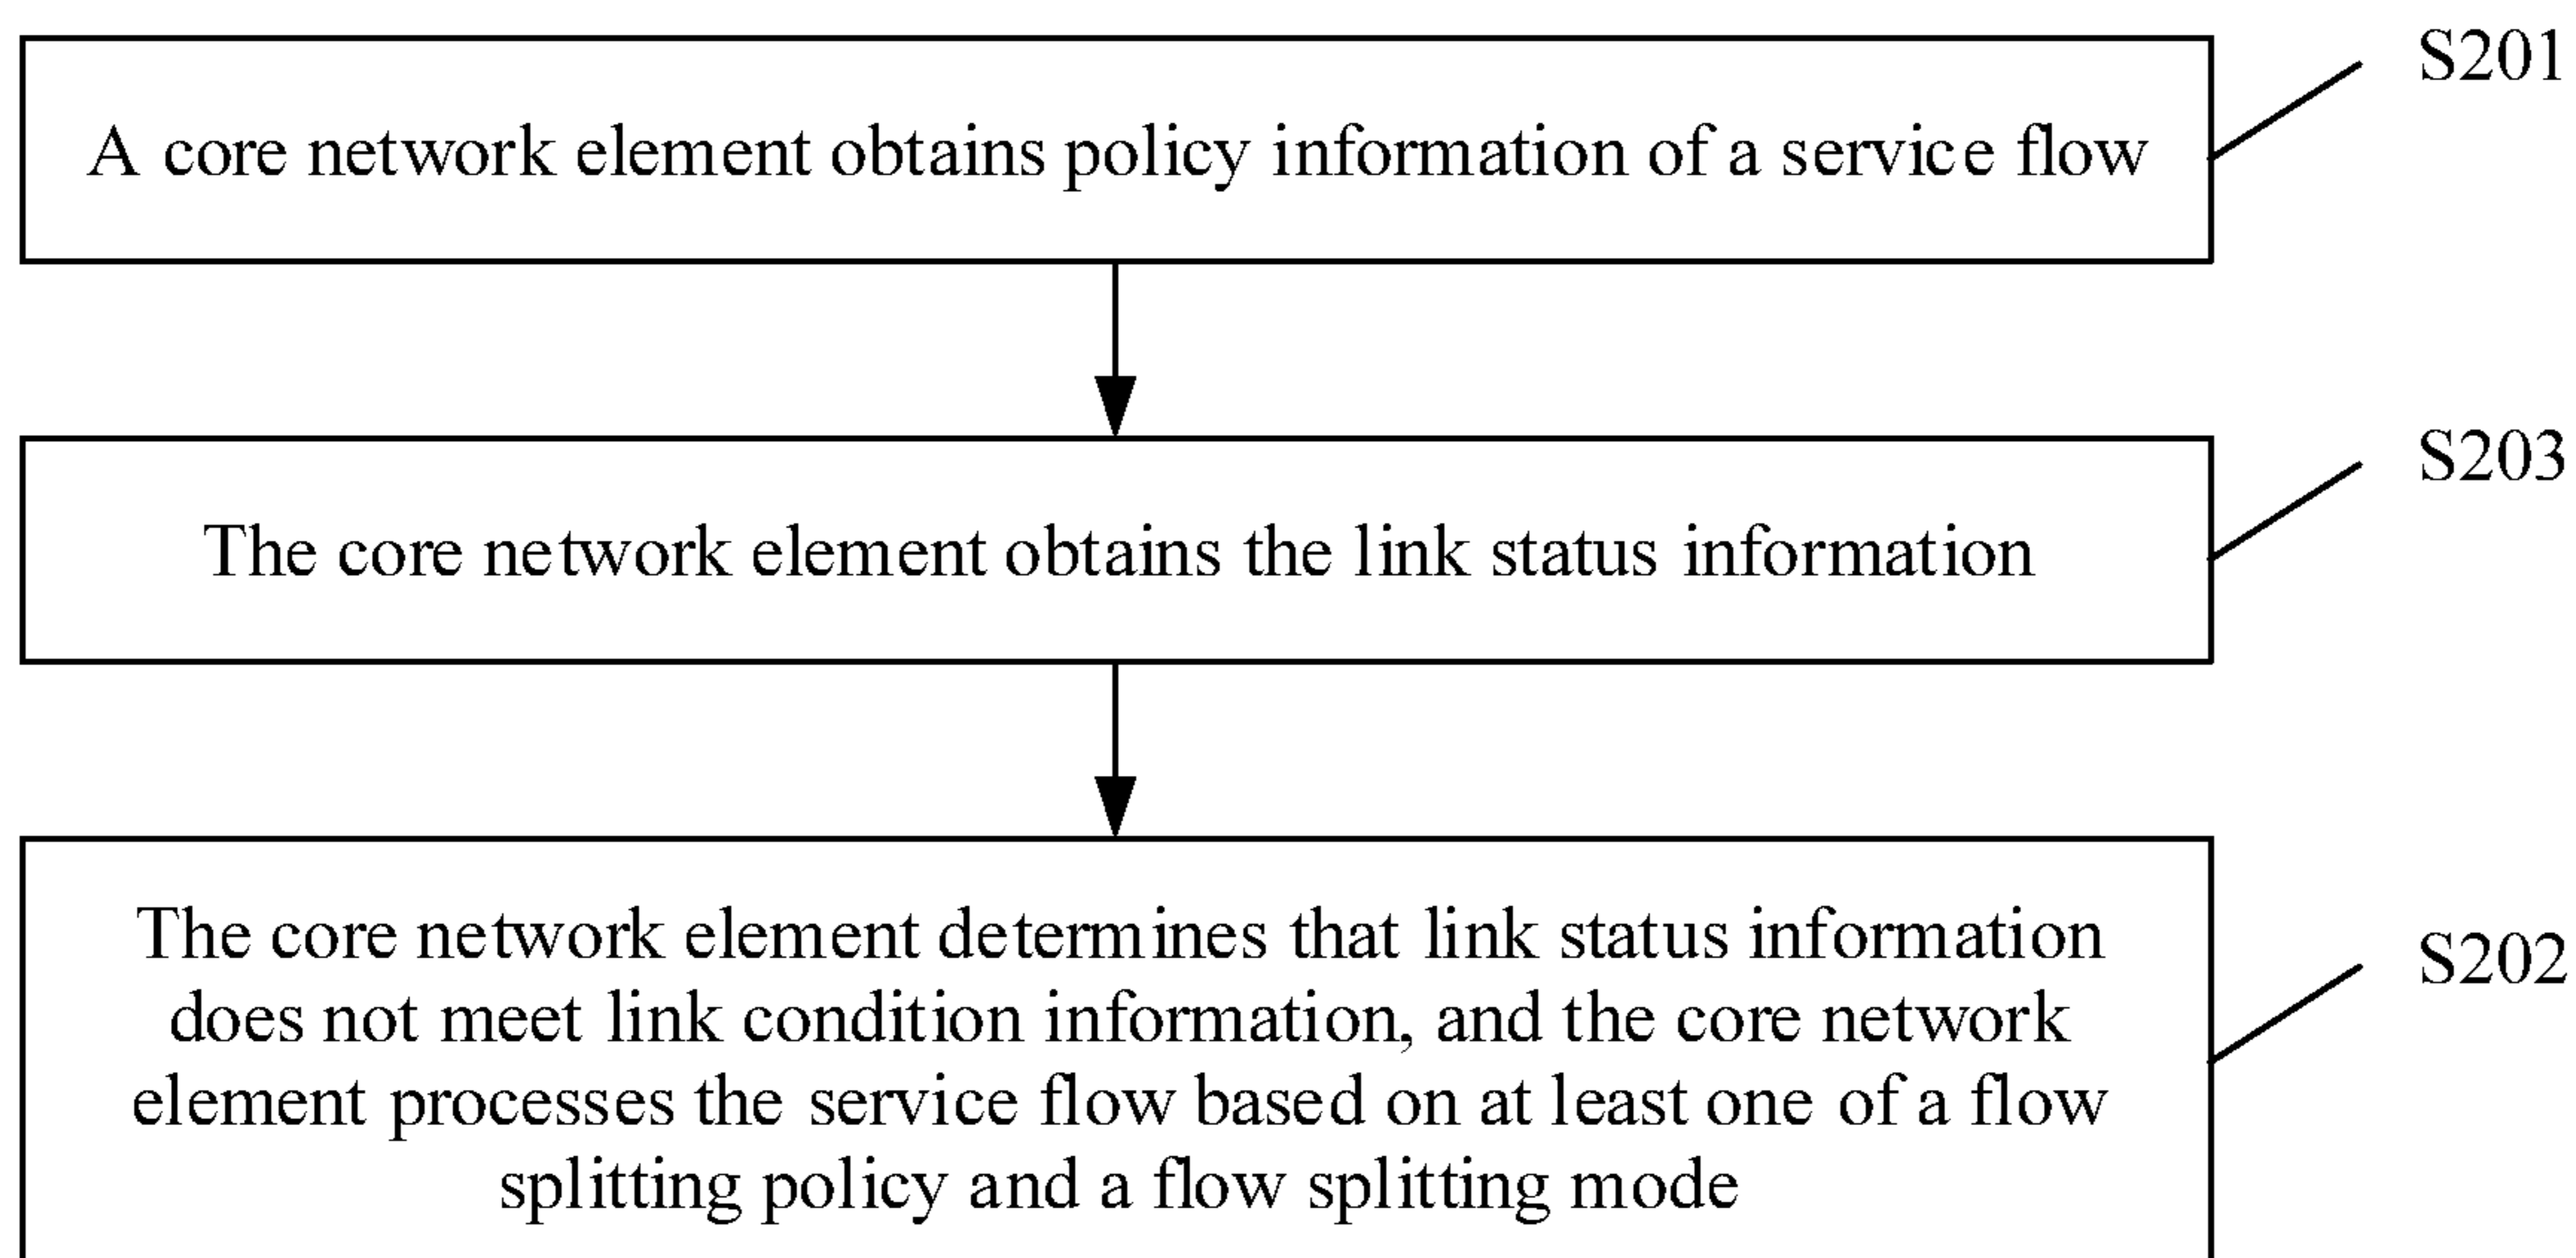 S201
A core network element obtains policy information of a service flow
S203
The core network element obtains the link status information
S202
The core network element determines that link status information
does not meet link condition information, and the core network
element processes the service flow based on at least one of a flow
splitting policy and a flow splitting mode